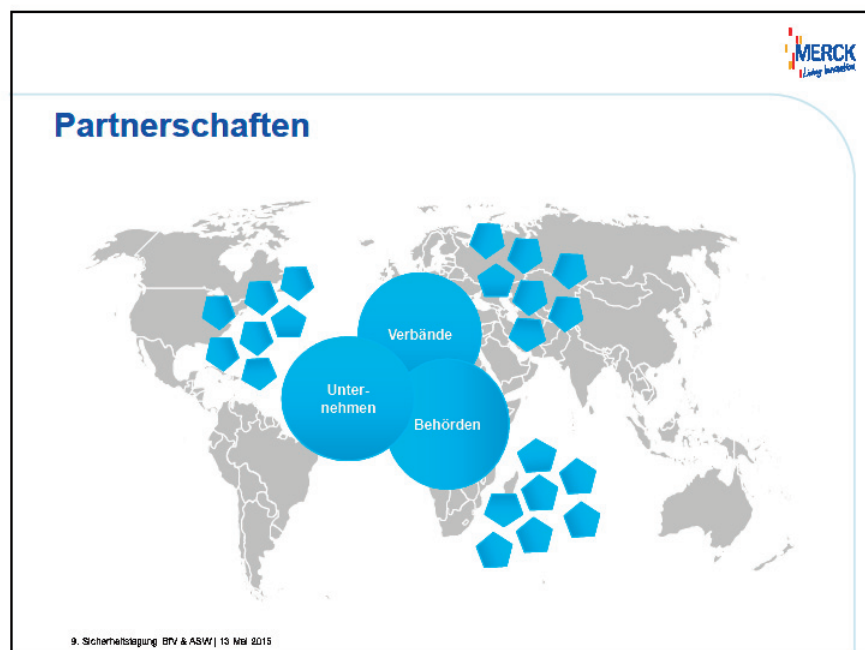 MERCK
Living Innovation
Partnerschaften
Verbände
Unter-
nehmen
Behörden
9. Sicherheitstagung BfV & ASW | 13 Mai 2015